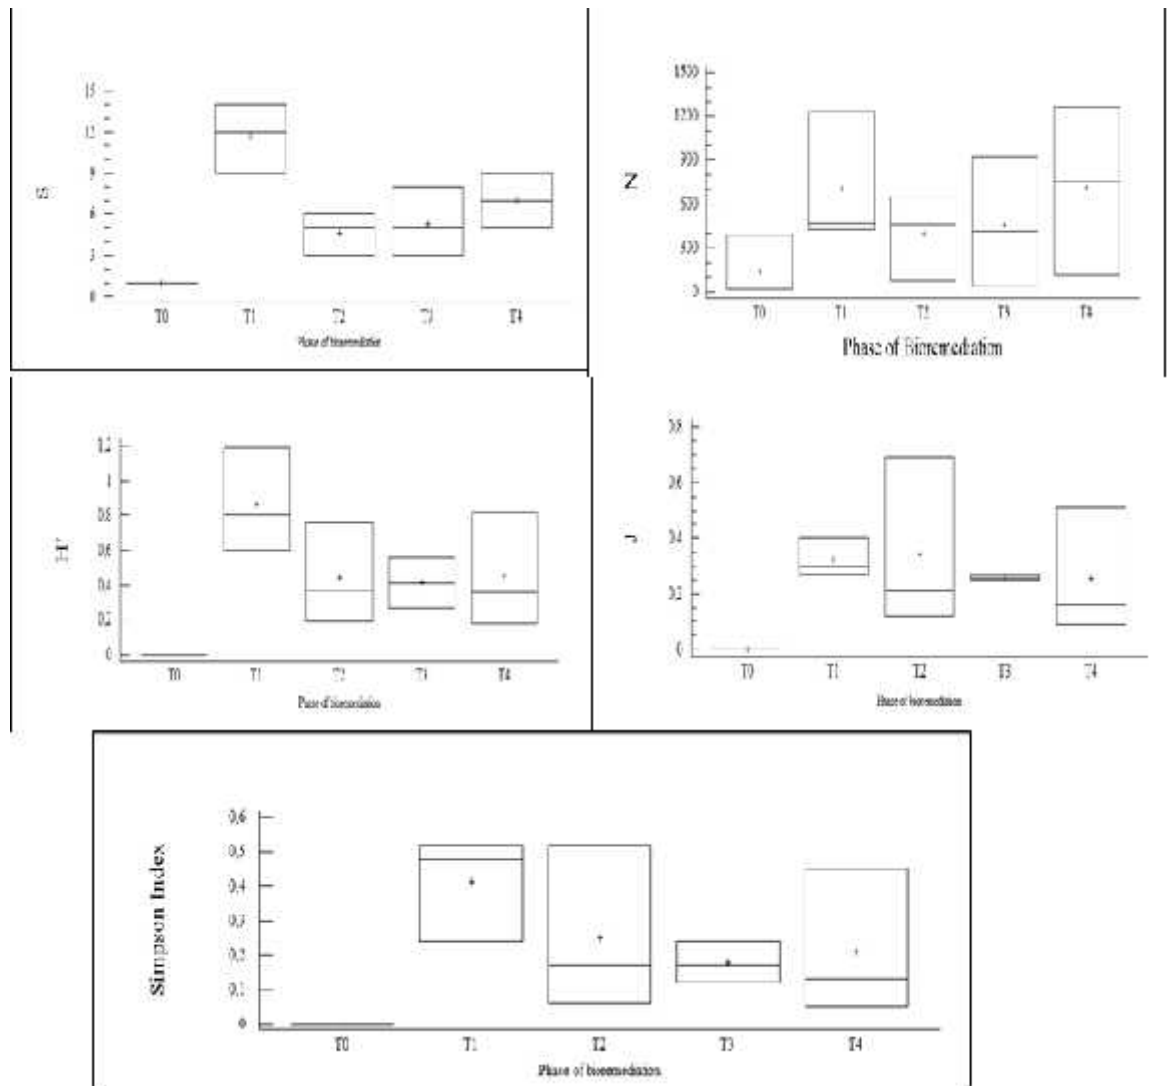 15
12
9
6
3
0
S
T0 T1 T2 T3 T4
Phase of bioremediation
1500
1200
900
600
300
0
N
T0 T1 T2 T3 T4
Phase of Bioremediation
1.2
1
0.8
0.6
0.4
0.2
0
H'
T0 T1 T2 T3 T4
Phase of bioremediation
0.8
0.6
0.4
0.2
0
J
T0 T1 T2 T3 T4
Phase of bioremediation
0.6
0.5
0.4
0.3
0.2
0.1
0
Simpson Index
T0 T1 T2 T3 T4
Phase of bioremediation